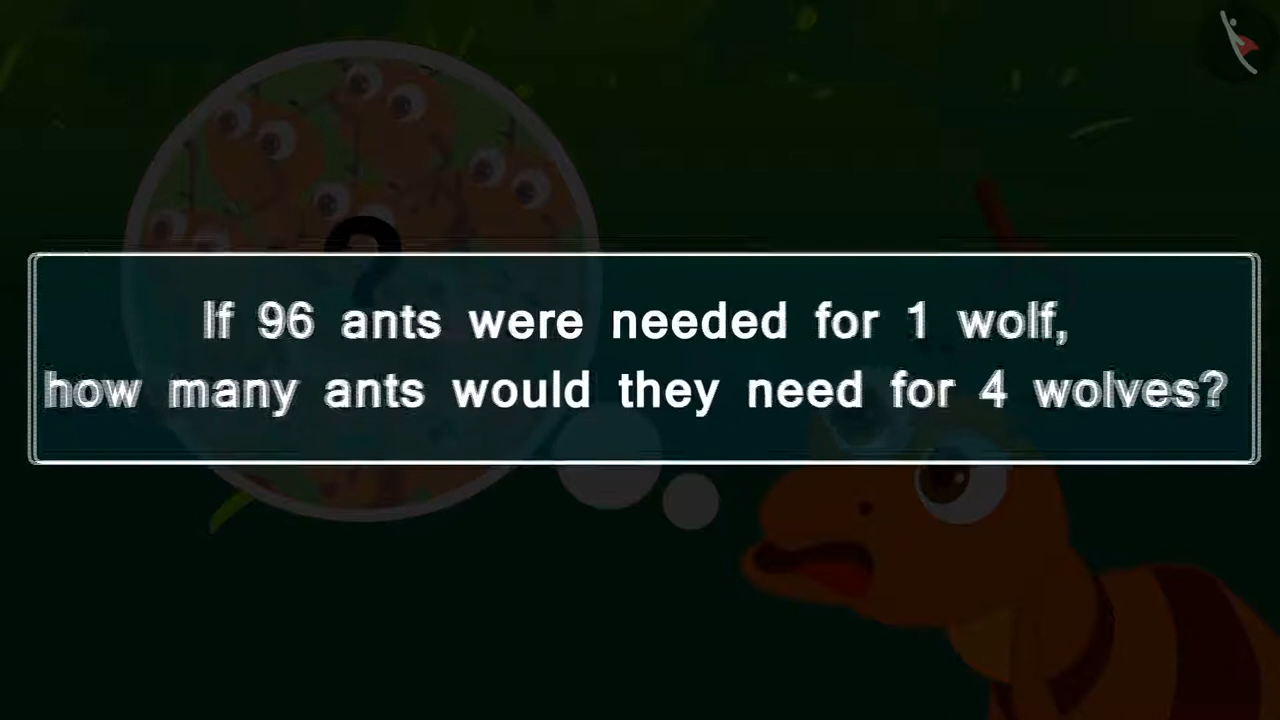 If 96 ants were needed for 1 wolf,
how many ants would they need for 4 wolves?
?